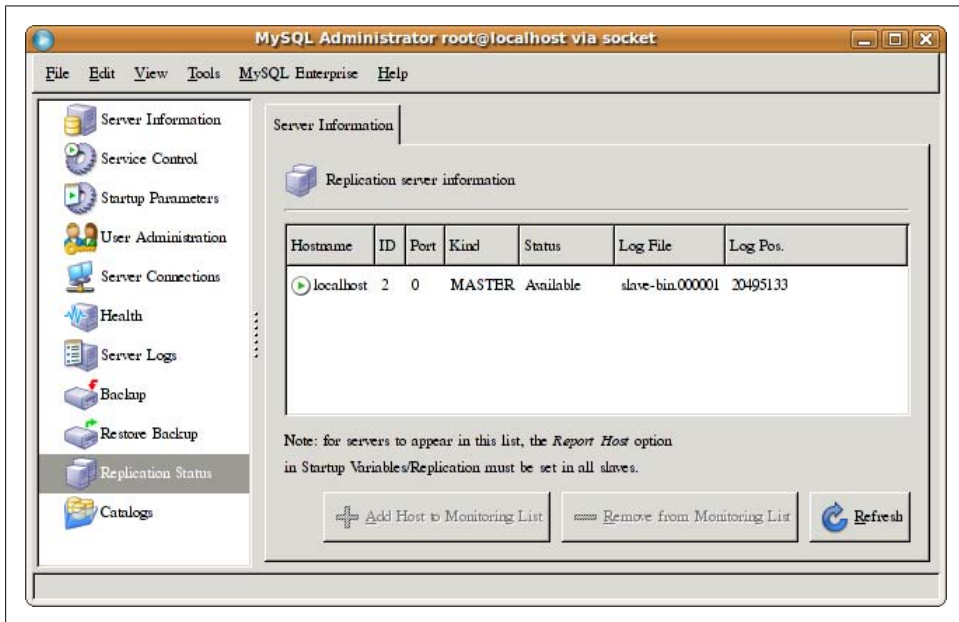 MySQL Administrator root@localhost via socket
File Edit View Tools MySQL Enterprise Help
Server Information
Service Control
Startup Parameters
User Administration
Server Connections
Health
Server Logs
Backup
Restore Backup
Replication Status
Catalogs
Server Information
Replication server information
Hostname ID Port Kind Status Log File Log Pos.
localhost 2 0 MASTER Available slave-bin.000001 20495133
Note: for servers to appear in this list, the Report Host option
in Startup Variables/Replication must be set in all slaves.
Add Host to Monitoring List Remove from Monitoring List Refresh